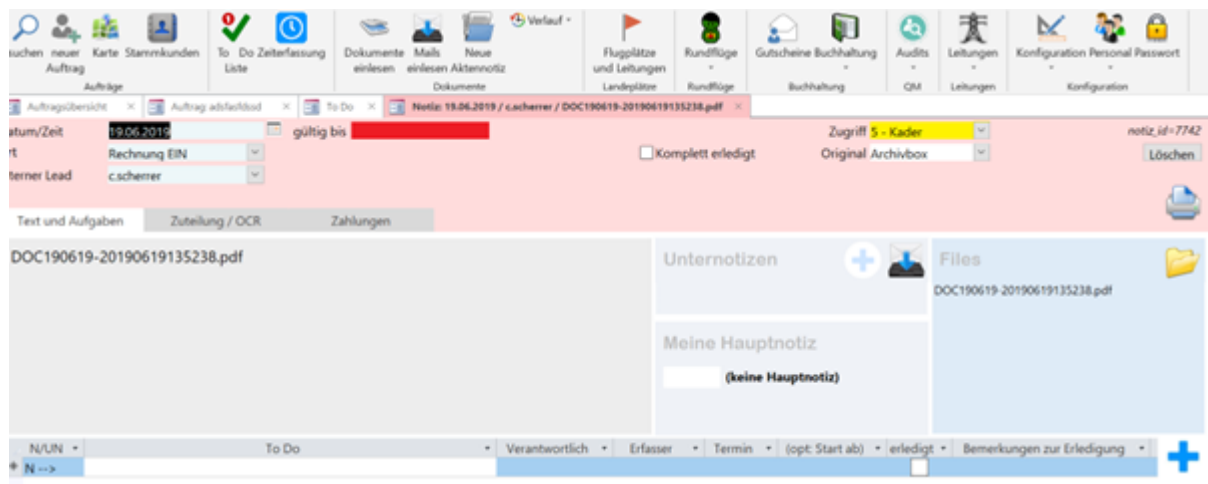 suchen neuer Auftrag Karte Stammkunden To Do Liste Zeiterfassung Dokumente einlesen Mails einlesen Neue Aktennotiz Verlauf Flugplätze und Leitungen Rundflüge Gutscheine Buchhaltung Audits Leitungen Konfiguration Personal Passwort
Aufträge Dokumente Landeplätze Rundflüge Buchhaltung QM Leitungen Konfiguration
Auftragsübersicht × Auftrag: adsfasfdssd × To Do × Notiz: 19.06.2019 / c.scherrer / DOC190619-20190619135238.pdf ×
atum/Zeit 19.06.2019 gültig bis Zugriff 5 - Kader notiz_id=7742
rt Rechnung EIN Komplett erledigt Original Archivbox Löschen
terner Lead c.scherrer
Text und Aufgaben Zuteilung / OCR Zahlungen
DOC190619-20190619135238.pdf Unternotizen Files
DOC190619-20190619135238.pdf
Meine Hauptnotiz
(keine Hauptnotiz)
N/UN To Do Verantwortlich Erfasser Termin (opt: Start ab) erledigt Bemerkungen zur Erledigung
N -->